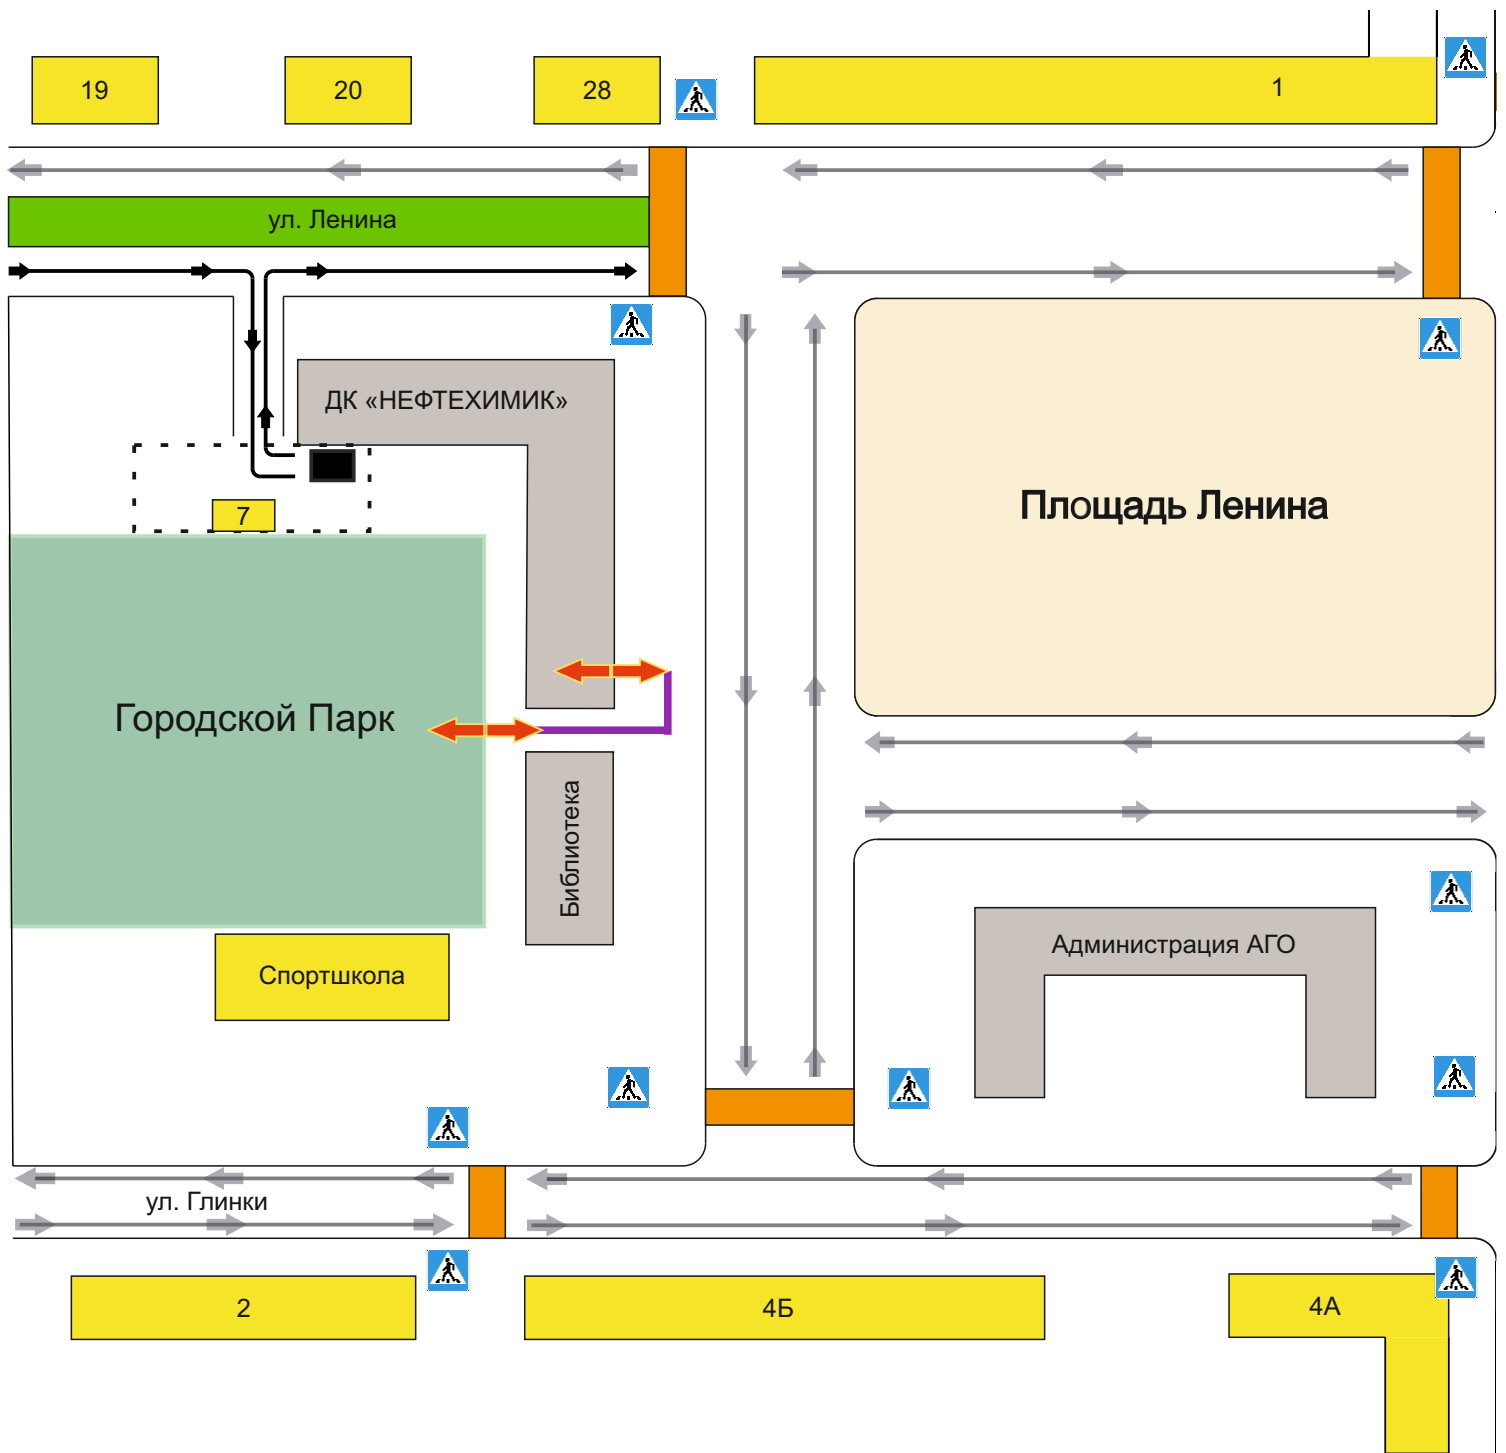 19
20
28
1
ул. Ленина
ДК «НЕФТЕХИМИК»
7
Площадь Ленина
Городской Парк
Библиотека
Администрация АГО
Спортшкола
ул. Глинки
2
4Б
4А